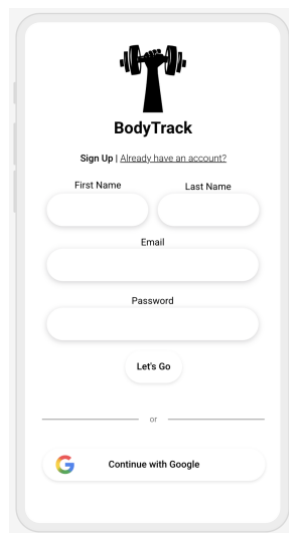 BodyTrack
Sign Up | Already have an account?
First Name Last Name
Email
Password
Let's Go
or
Continue with Google